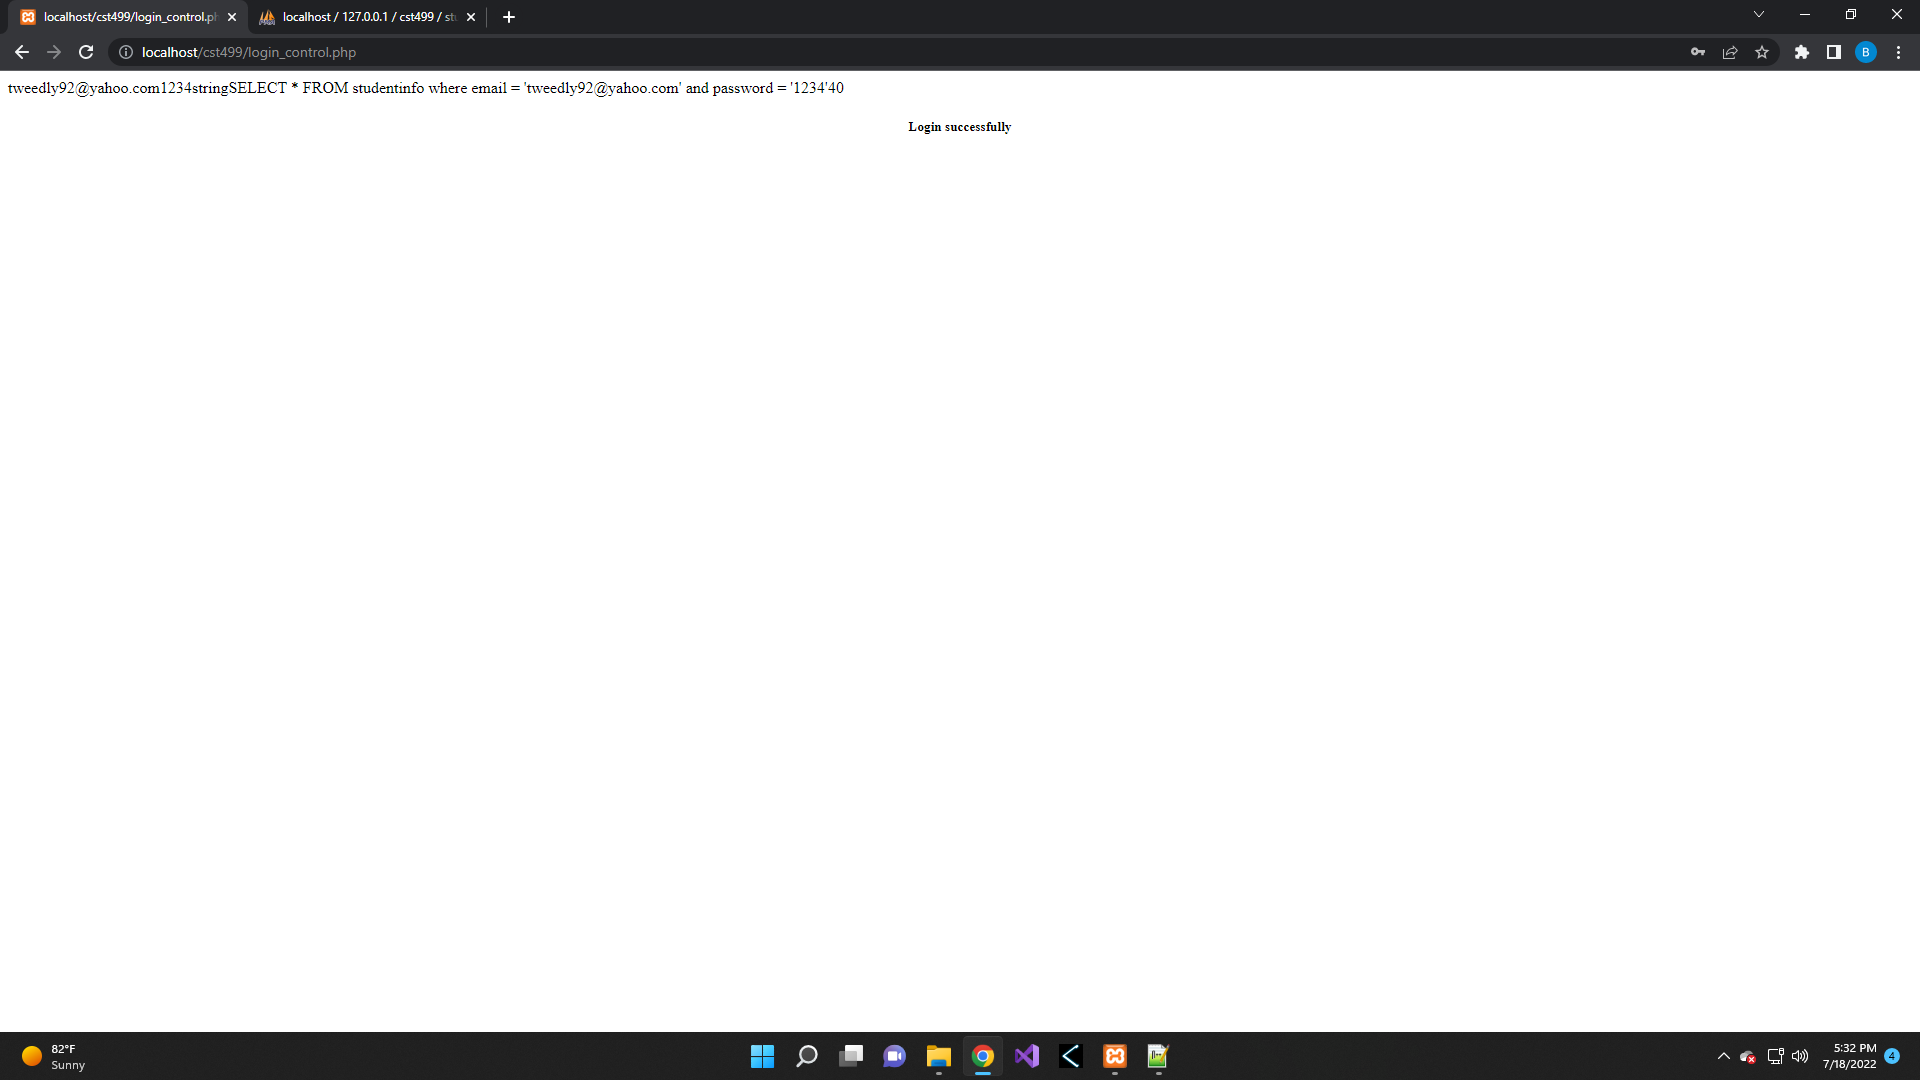 localhost/cst499/login_control.ph
localhost / 127.0.0.1 / cst499 / stu
localhost/cst499/login_control.php
B
tweedly92@yahoo.com1234stringSELECT * FROM studentinfo where email = 'tweedly92@yahoo.com' and password = '1234'40
Login successfully
82°F
Sunny
5:32 PM
7/18/2022
4